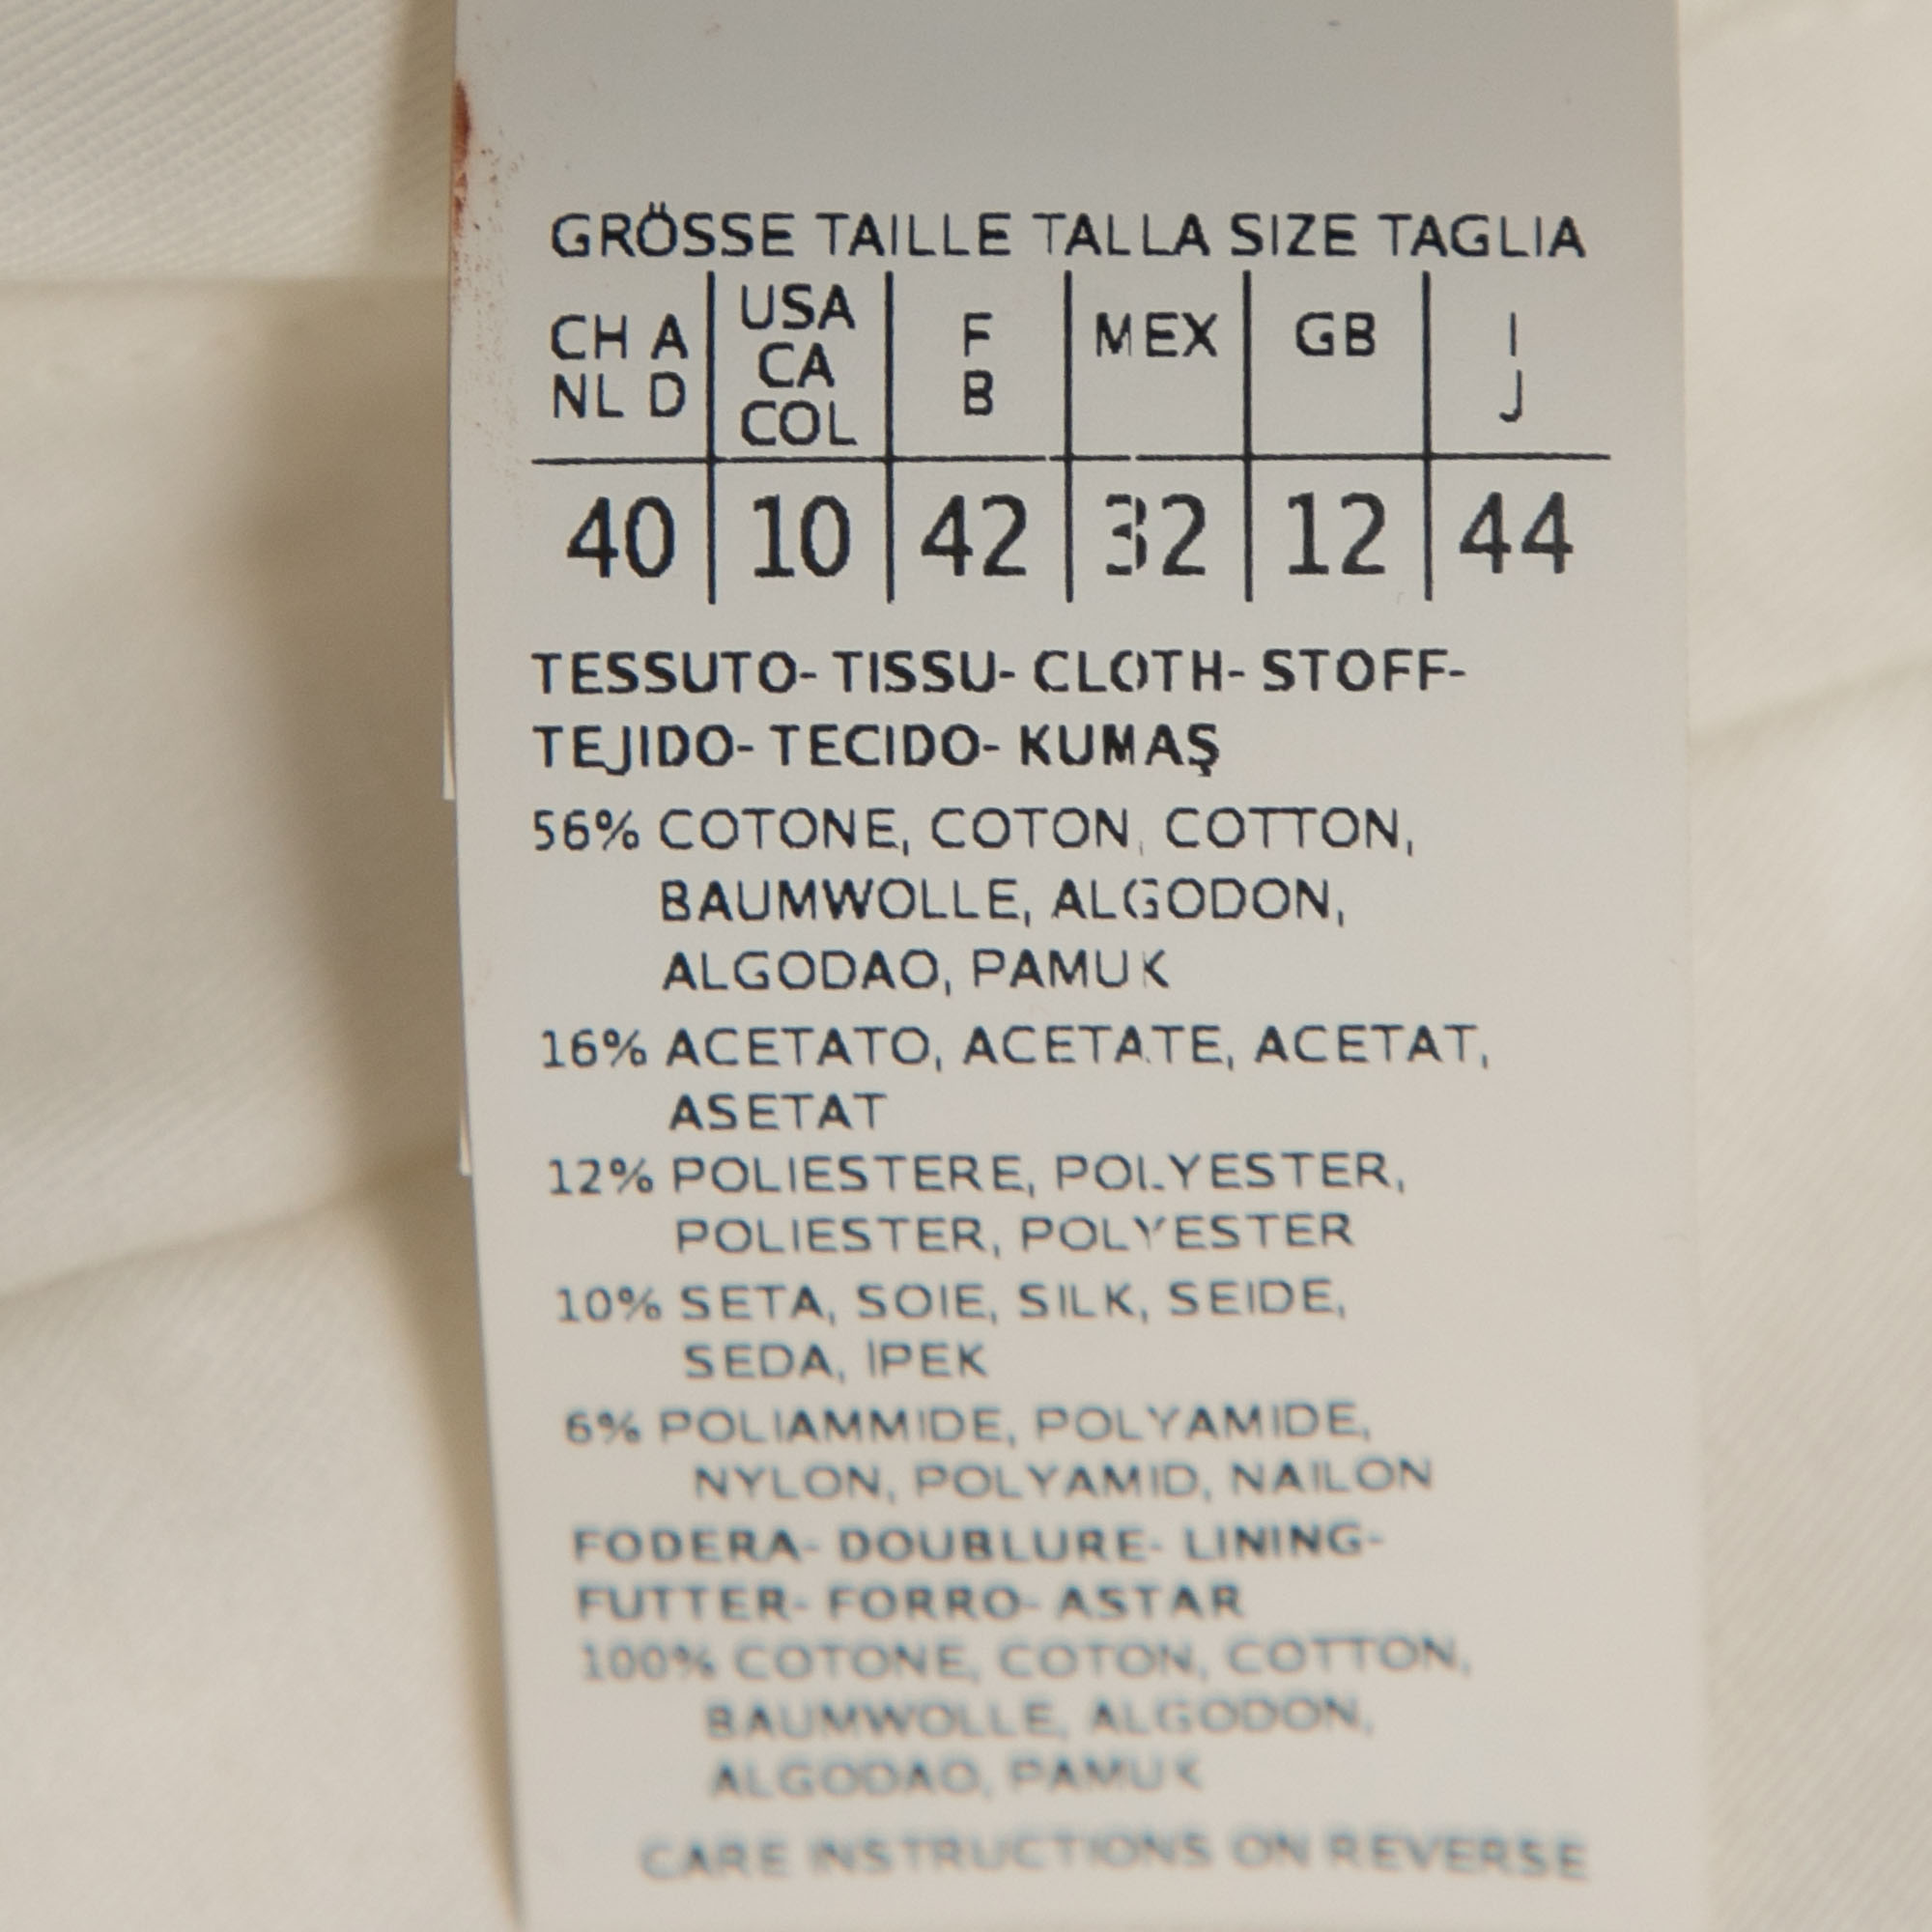 GRÖSSE TAILLE TALLA SIZE TAGLIA
CH A
NL D
USA
CA
COL
F
B
MEX
GB
I
J
40 10 42 32 12 44
TESSUTO- TISSU- CLOTH- STOFF-
TEJIDO- TECIDO- KUMAŞ
56% COTONE, COTON, COTTON,
BAUMWOLLE, ALGODON,
ALGODAO, PAMUK
16% ACETATO, ACETATE, ACETAT,
ASETAT
12% POLIESTERE, POLYESTER,
POLIESTER, POLYESTER
10% SETA, SOIE, SILK, SEIDE,
SEDA, IPEK
6% POLIAMMIDE, POLYAMIDE,
NYLON, POLYAMID, NAILON
FODERA- DOUBLURE- LINING-
FUTTER- FORRO- ASTAR
100% COTONE, COTON, COTTON,
BAUMWOLLE, ALGODON,
ALGODAO, PAMUK
CARE INSTRUCTIONS ON REVERSE